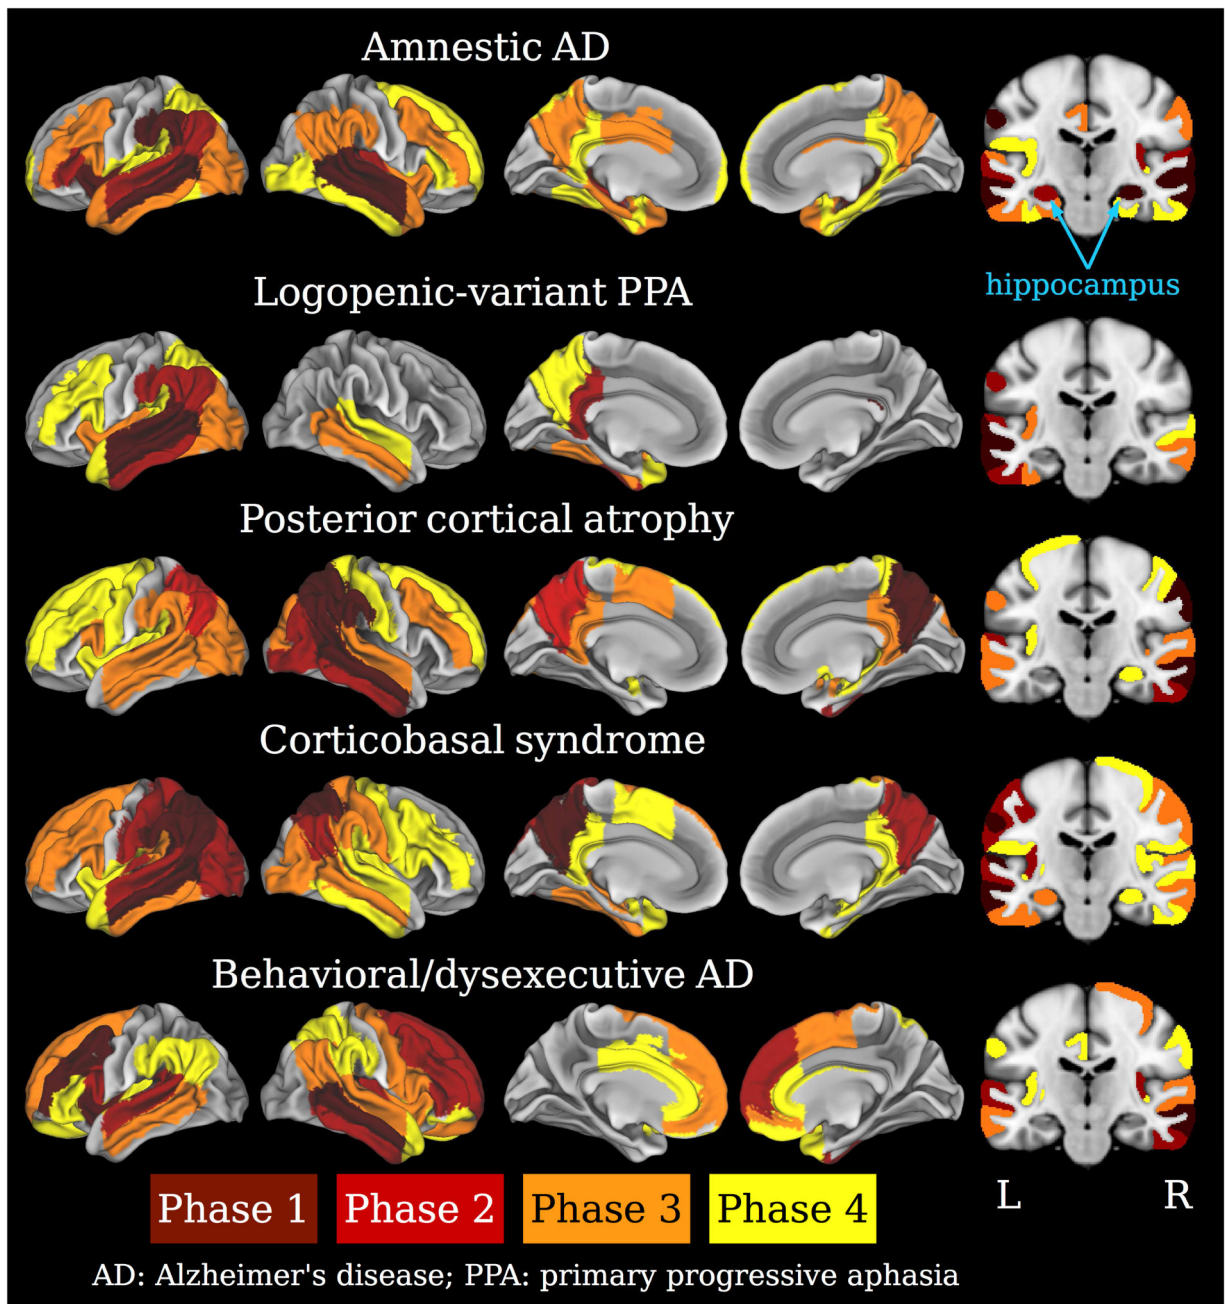 Amnestic AD
hippocampus
Logopenic-variant PPA
Posterior cortical atrophy
Corticobasal syndrome
Behavioral/dysexecutive AD
L R
Phase 1 Phase 2 Phase 3 Phase 4
AD: Alzheimer's disease; PPA: primary progressive aphasia